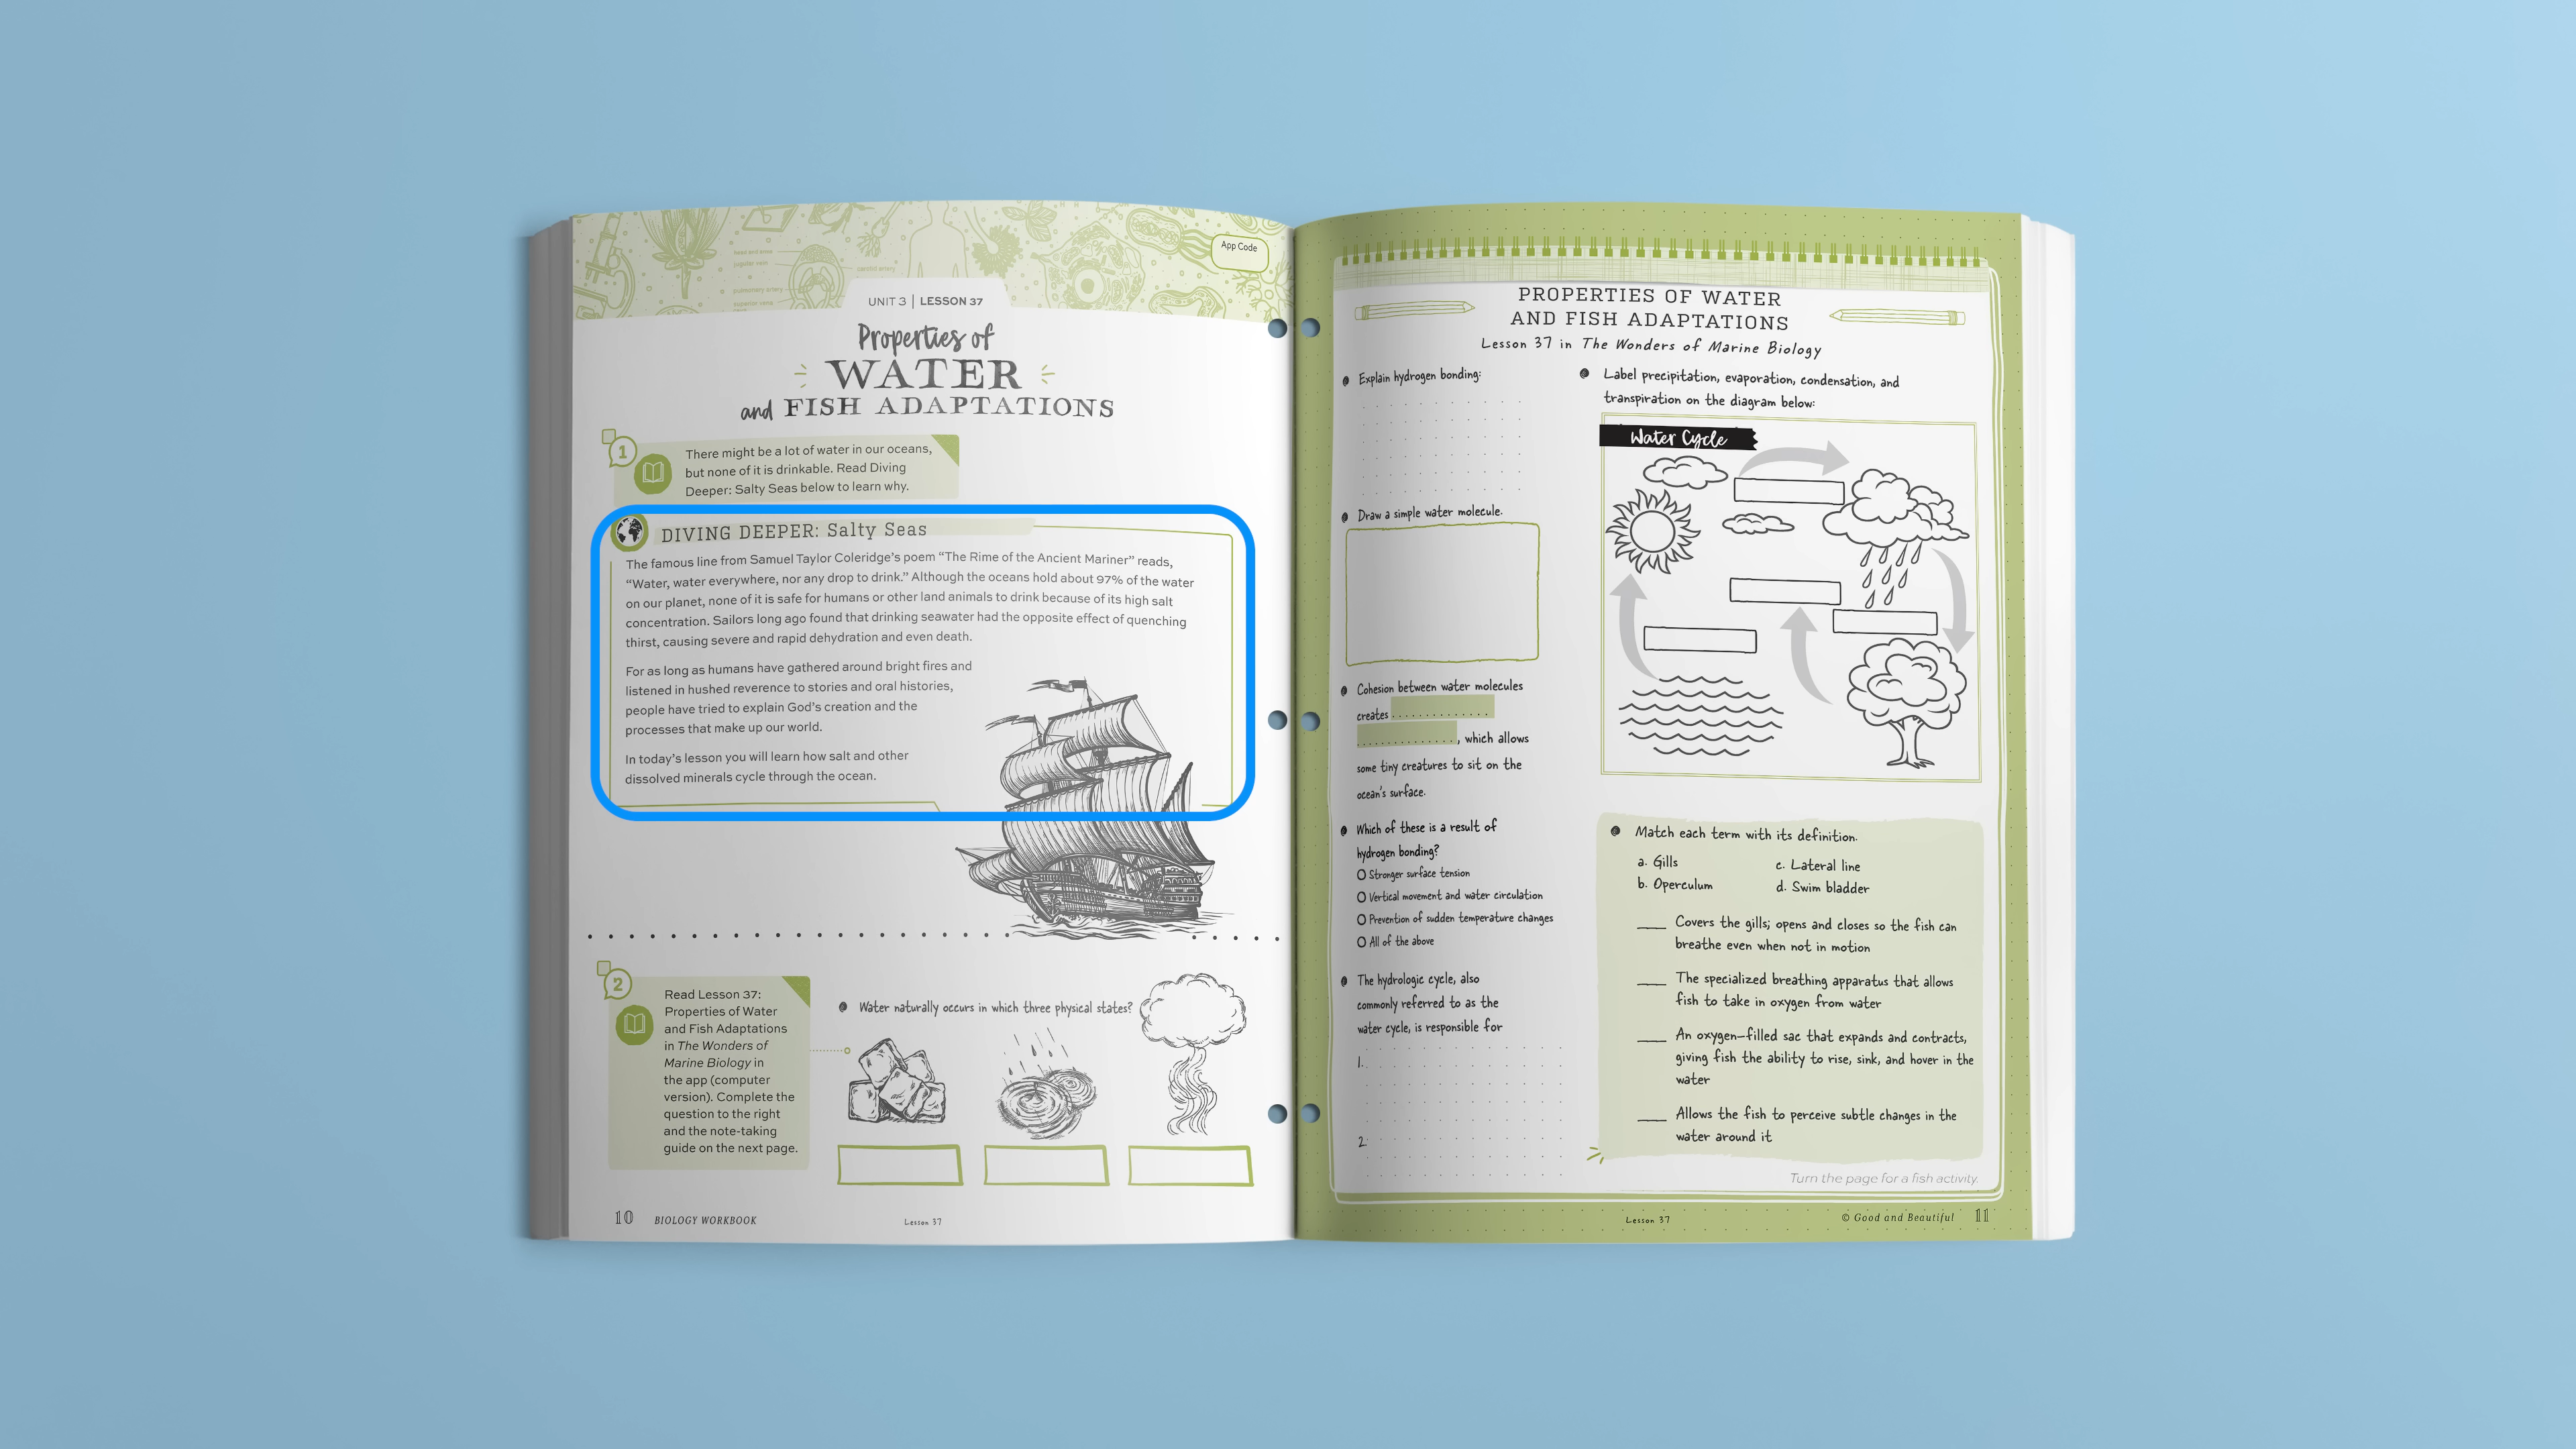 App Code
UNIT 3 | LESSON 37
Properties of
WATER
and FISH ADAPTATIONS
1
There might be a lot of water in our oceans,
but none of it is drinkable. Read Diving
Deeper: Salty Seas below to learn why.
DIVING DEEPER: Salty Seas
The famous line from Samuel Taylor Coleridge's poem “The Rime of the Ancient Mariner” reads,
“Water, water everywhere, nor any drop to drink.” Although the oceans hold about 97% of the water
on our planet, none of it is safe for humans or other land animals to drink because of its high salt
concentration. Sailors long ago found that drinking seawater had the opposite effect of quenching
thirst, causing severe and rapid dehydration and even death.
For as long as humans have gathered around bright fires and
listened in hushed reverence to stories and oral histories,
people have tried to explain God's creation and the
processes that make up our world.
In today's lesson you will learn how salt and other
dissolved minerals cycle through the ocean.
2
Read Lesson 37:
Properties of Water
and Fish Adaptations
in The Wonders of
Marine Biology in
the app (computer
version). Complete the
question to the right
and the note-taking
guide on the next page.
Water naturally occurs in which three physical states?
10 BIOLOGY WORKBOOK
Lesson 37
PROPERTIES OF WATER
AND FISH ADAPTATIONS
Lesson 37 in The Wonders of Marine Biology
Explain hydrogen bonding:
Draw a simple water molecule.
Cohesion between water molecules
creates
, which allows
some tiny creatures to sit on the
ocean's surface.
Which of these is a result of
hydrogen bonding?
Stronger surface tension
Vertical movement and water circulation
Prevention of sudden temperature changes
All of the above
The hydrologic cycle, also
commonly referred to as the
water cycle, is responsible for
1.
2.
Label precipitation, evaporation, condensation, and
transpiration on the diagram below:
Water Cycle
Match each term with its definition.
a. Gills
c. Lateral line
b. Operculum
d. Swim bladder
Covers the gills; opens and closes so the fish can
breathe even when not in motion
The specialized breathing apparatus that allows
fish to take in oxygen from water
An oxygen-filled sac that expands and contracts,
giving fish the ability to rise, sink, and hover in the
water
Allows the fish to perceive subtle changes in the
water around it
Turn the page for a fish activity.
Lesson 37
© Good and Beautiful 11